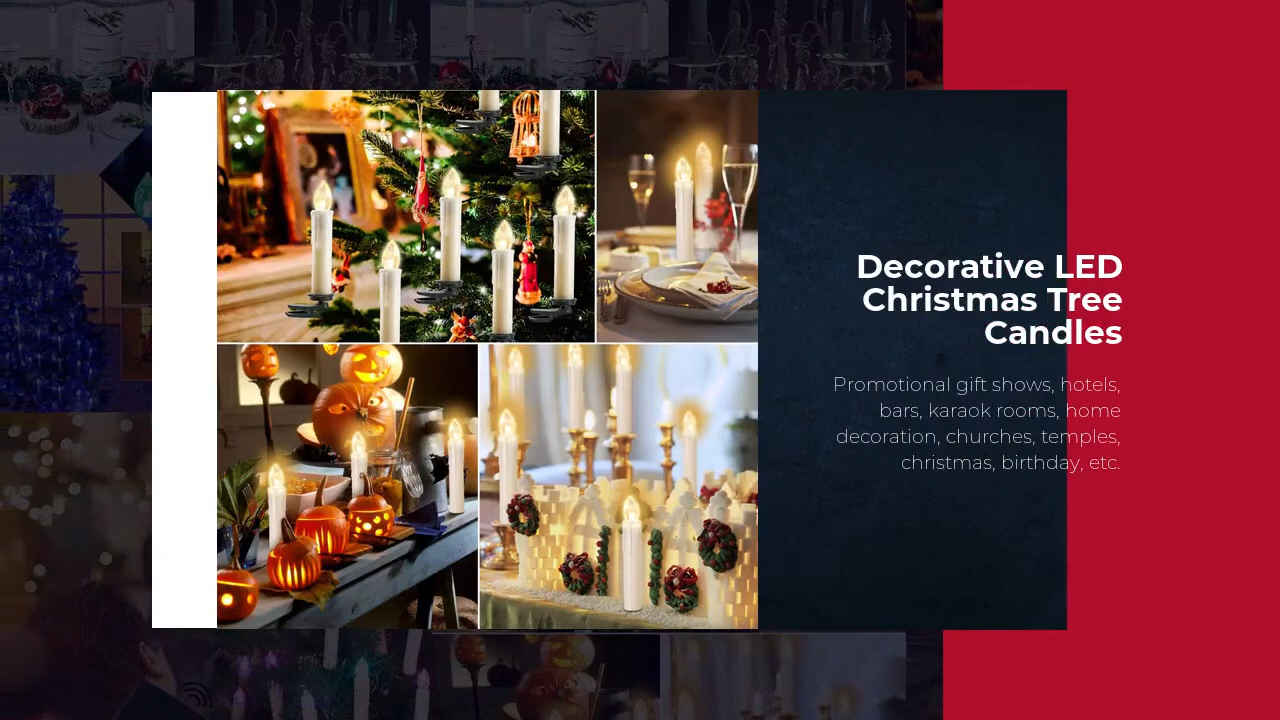 Decorative LED
Christmas Tree
Candles
Promotional gift shows, hotels,
bars, karaok rooms, home
decoration, churches, temples,
christmas, birthday, etc.